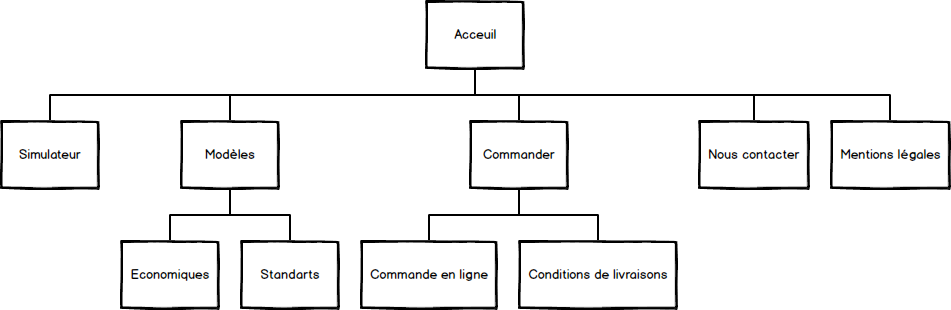 Acceuil
Simulateur
Modèles
Commander
Nous contacter
Mentions légales
Economiques
Standarts
Commande en ligne
Conditions de livraisons